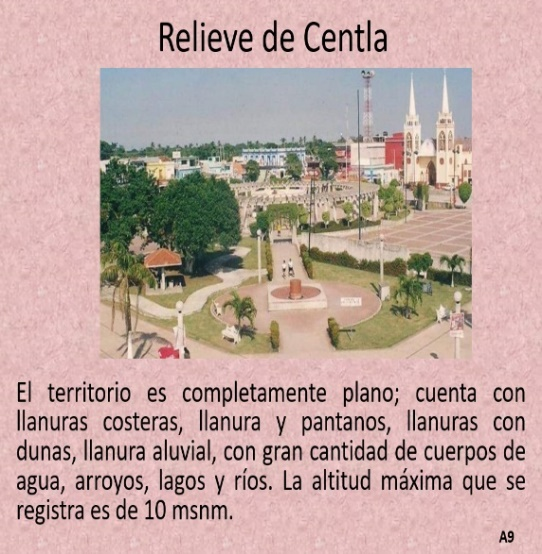 Relieve de Centla
El territorio es completamente plano; cuenta con
llanuras costeras, llanura y pantanos, llanuras con
dunas, llanura aluvial, con gran cantidad de cuerpos de
agua, arroyos, lagos y ríos. La altitud máxima que se
registra es de 10 msnm.
A9